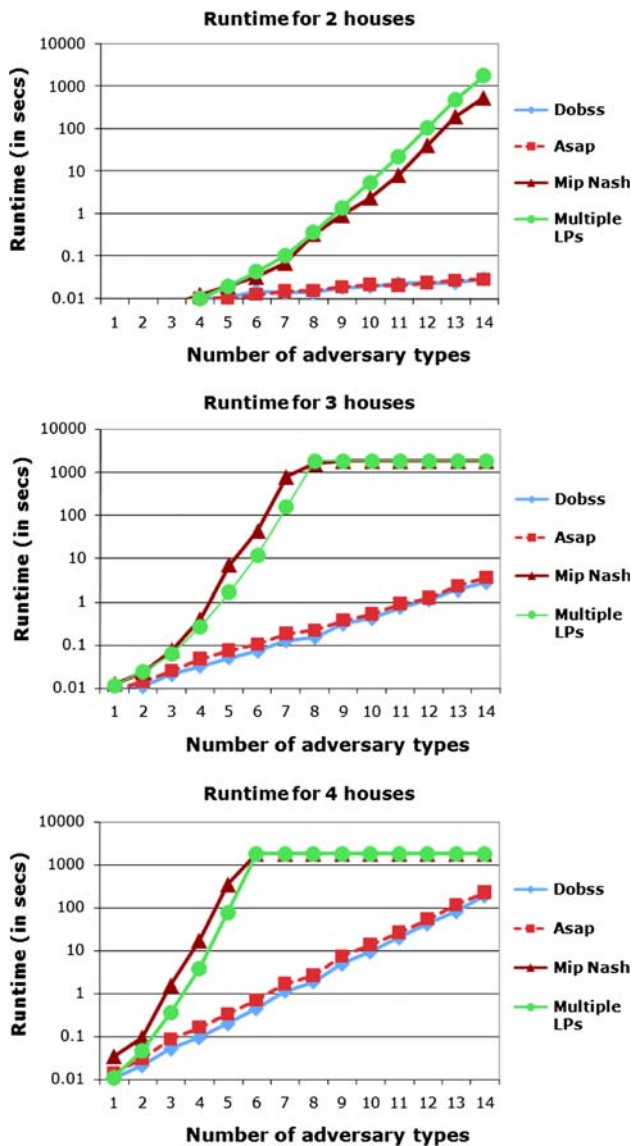 Runtime for 2 houses
Runtime (in secs)
10000
1000
100
10
1
0.1
0.01
1 2 3 4 5 6 7 8 9 10 11 12 13 14
Number of adversary types
Dobss
Asap
Mip Nash
Multiple
LPs
Runtime for 3 houses
Runtime (in secs)
10000
1000
100
10
1
0.1
0.01
1 2 3 4 5 6 7 8 9 10 11 12 13 14
Number of adversary types
Dobss
Asap
Mip Nash
Multiple
LPs
Runtime for 4 houses
Runtime (in secs)
10000
1000
100
10
1
0.1
0.01
1 2 3 4 5 6 7 8 9 10 11 12 13 14
Number of adversary types
Dobss
Asap
Mip Nash
Multiple
LPs